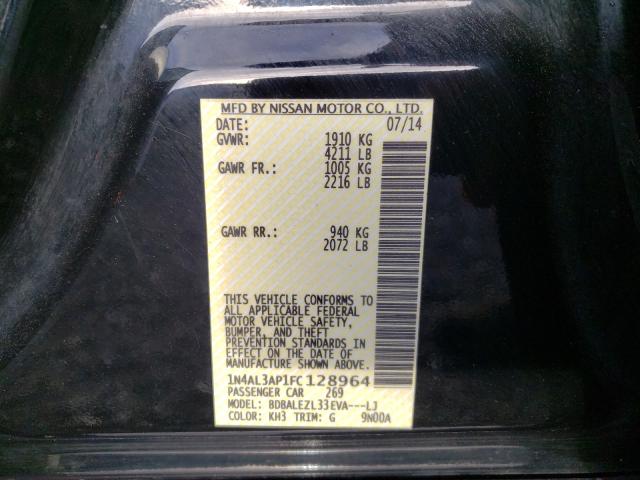 MFD BY NISSAN MOTOR CO., LTD.
DATE: 07/14
GVWR: 1910 KG
4211 LB
GAWR FR.: 1005 KG
2216 LB
GAWR RR.: 940 KG
2072 LB
THIS VEHICLE CONFORMS TO
ALL APPLICABLE FEDERAL
MOTOR VEHICLE SAFETY,
BUMPER, AND THEFT
PREVENTION STANDARDS IN
EFFECT ON THE DATE OF
MANUFACTURE SHOWN ABOVE.
1N4AL3AP1FC128964
PASSENGER CAR 269
MODEL: BDBALEZL33EVA---LJ
COLOR: KH3 TRIM: G 9N00A